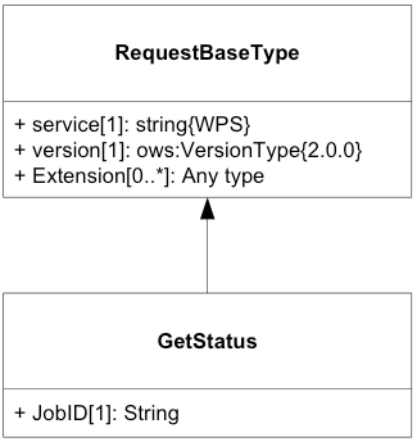 RequestBaseType
+ service[1]: string{WPS}
+ version[1]: ows:VersionType{2.0.0}
+ Extension[0..*]: Any type
GetStatus
+ JobID[1]: String